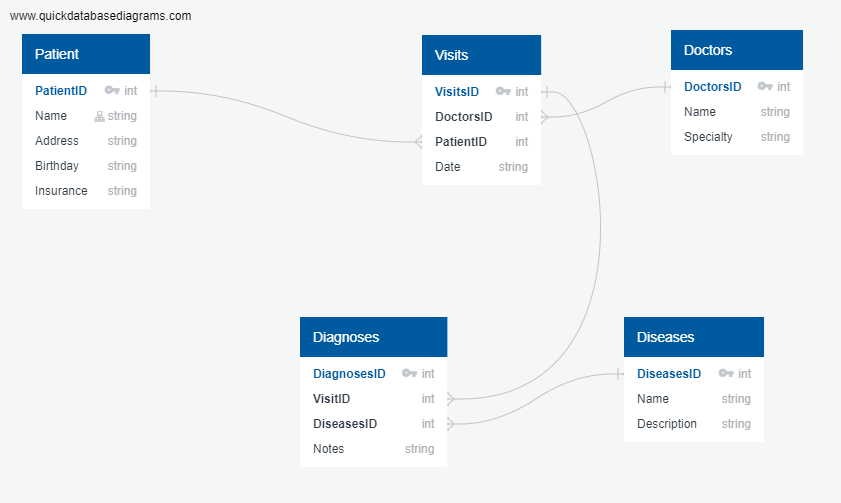 www.quickdatabasediagrams.com
Patient
PatientID int
Name string
Address string
Birthday string
Insurance string
Visits
VisitsID int
DoctorsID int
PatientID int
Date string
Doctors
DoctorsID int
Name string
Specialty string
Diagnoses
DiagnosesID int
VisitID int
DiseasesID int
Notes string
Diseases
DiseasesID int
Name string
Description string